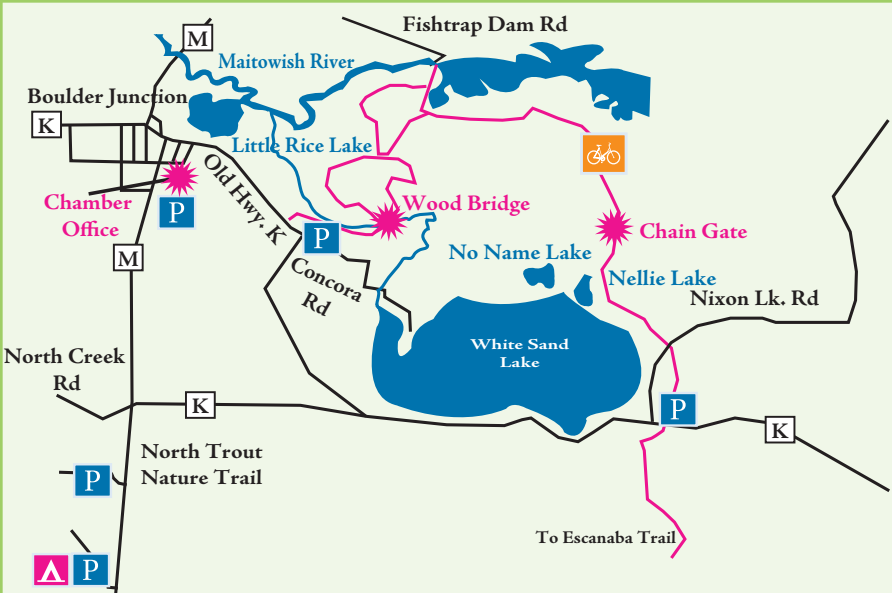 Fishtrap Dam Rd
M
Maitowish River
Boulder Junction
K
Little Rice Lake
Old Hwy. K
Chamber
Office
P
Wood Bridge
P
Chain Gate
No Name Lake
M
Concora
Rd
Nellie Lake
Nixon Lk. Rd
White Sand
Lake
North Creek
Rd
K
P
K
North Trout
Nature Trail
P
To Escanaba Trail
P